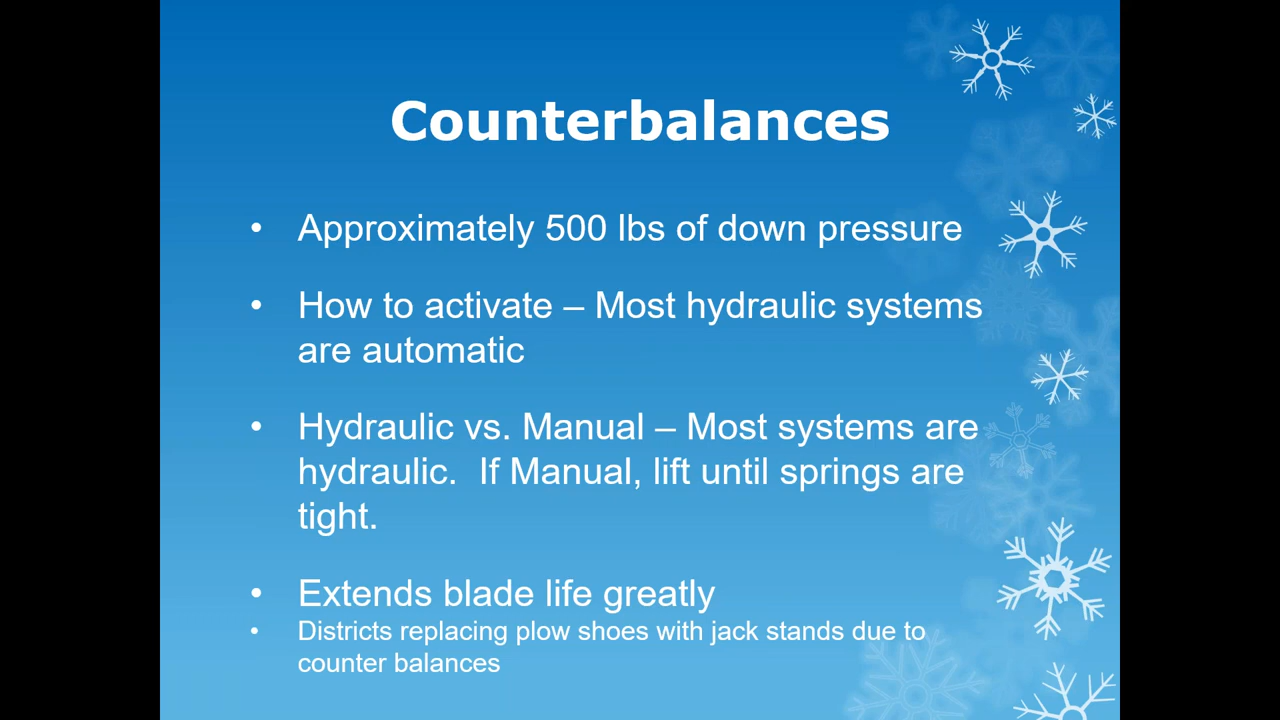 Counterbalances
• Approximately 500 lbs of down pressure
• How to activate – Most hydraulic systems
are automatic
• Hydraulic vs. Manual – Most systems are
hydraulic.  If Manual, lift until springs are
tight.
• Extends blade life greatly
• Districts replacing plow shoes with jack stands due to
counter balances